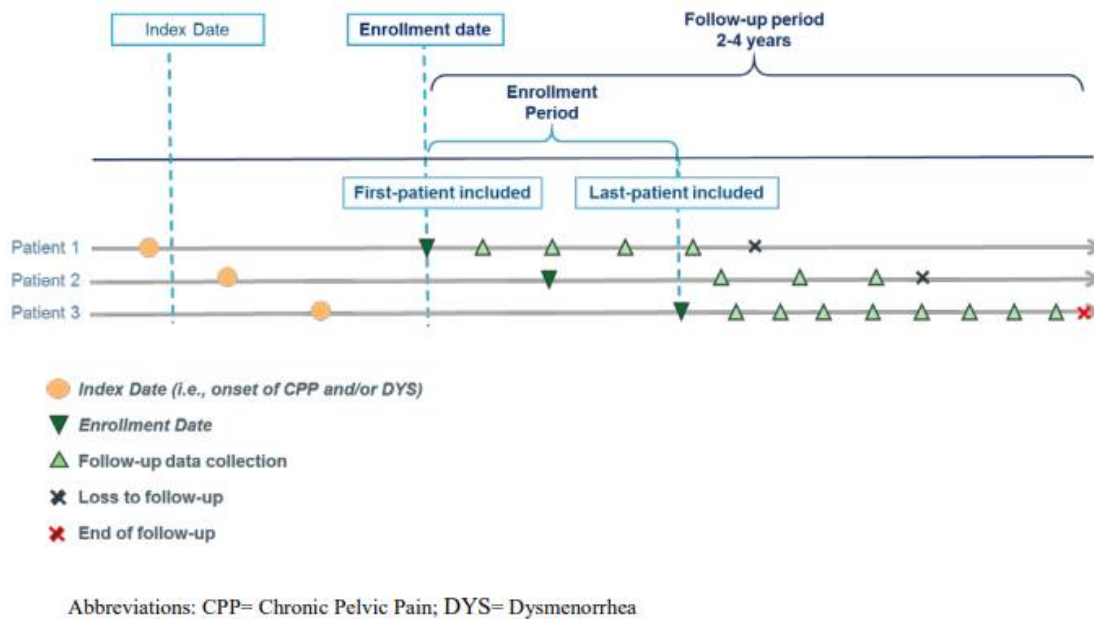 Index Date
Enrollment date
Follow-up period
2-4 years
Enrollment
Period
First-patient included
Last-patient included
Patient 1
Patient 2
Patient 3
Index Date (i.e., onset of CPP and/or DYS)
Enrollment Date
Follow-up data collection
Loss to follow-up
End of follow-up
Abbreviations: CPP= Chronic Pelvic Pain; DYS= Dysmenorrhea